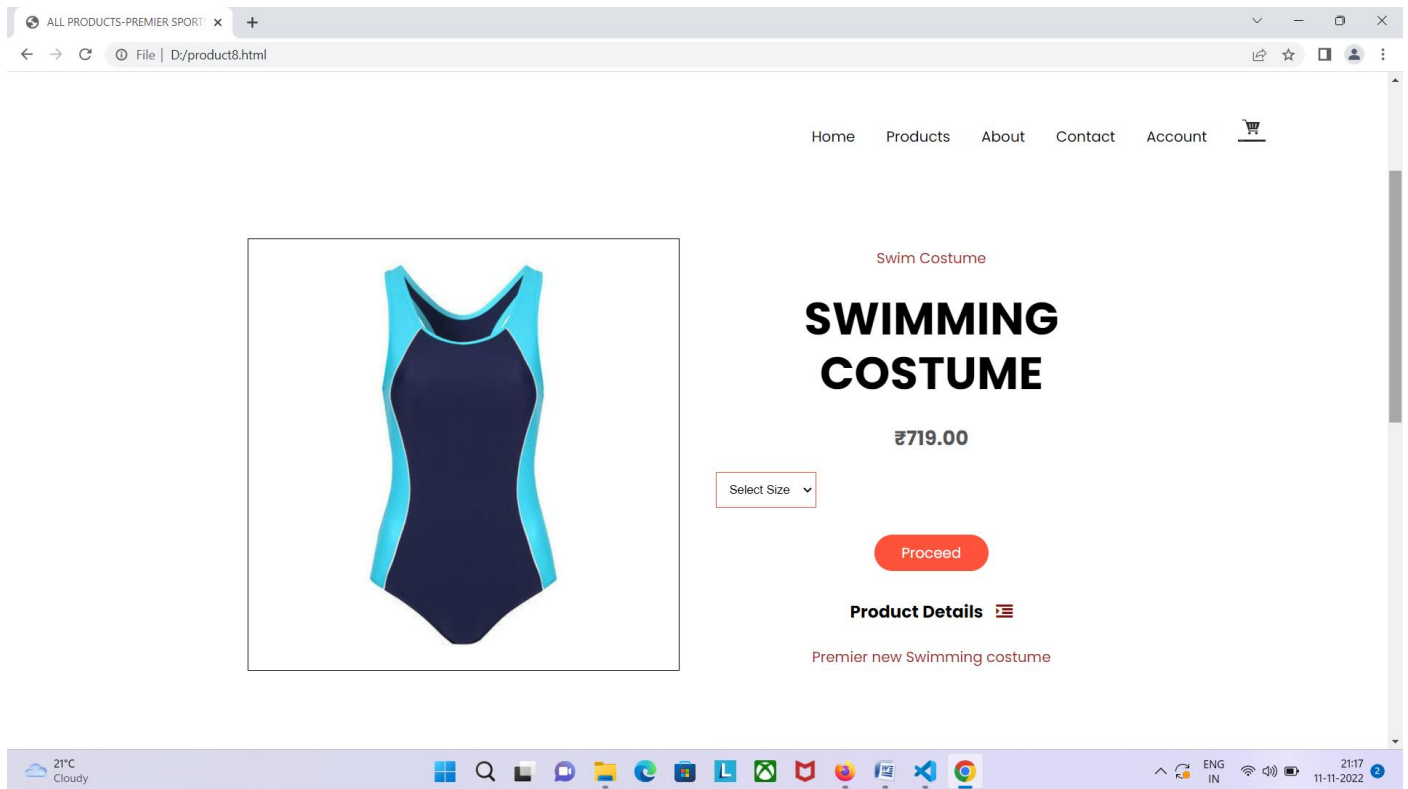 ALL PRODUCTS-PREMIER SPORT
File | D:/product8.html
Home Products About Contact Account
Swim Costume
SWIMMING
COSTUME
₹719.00
Select Size
Proceed
Product Details
Premier new Swimming costume
21°C
Cloudy
L
W
ENG
IN
21:17
11-11-2022
2